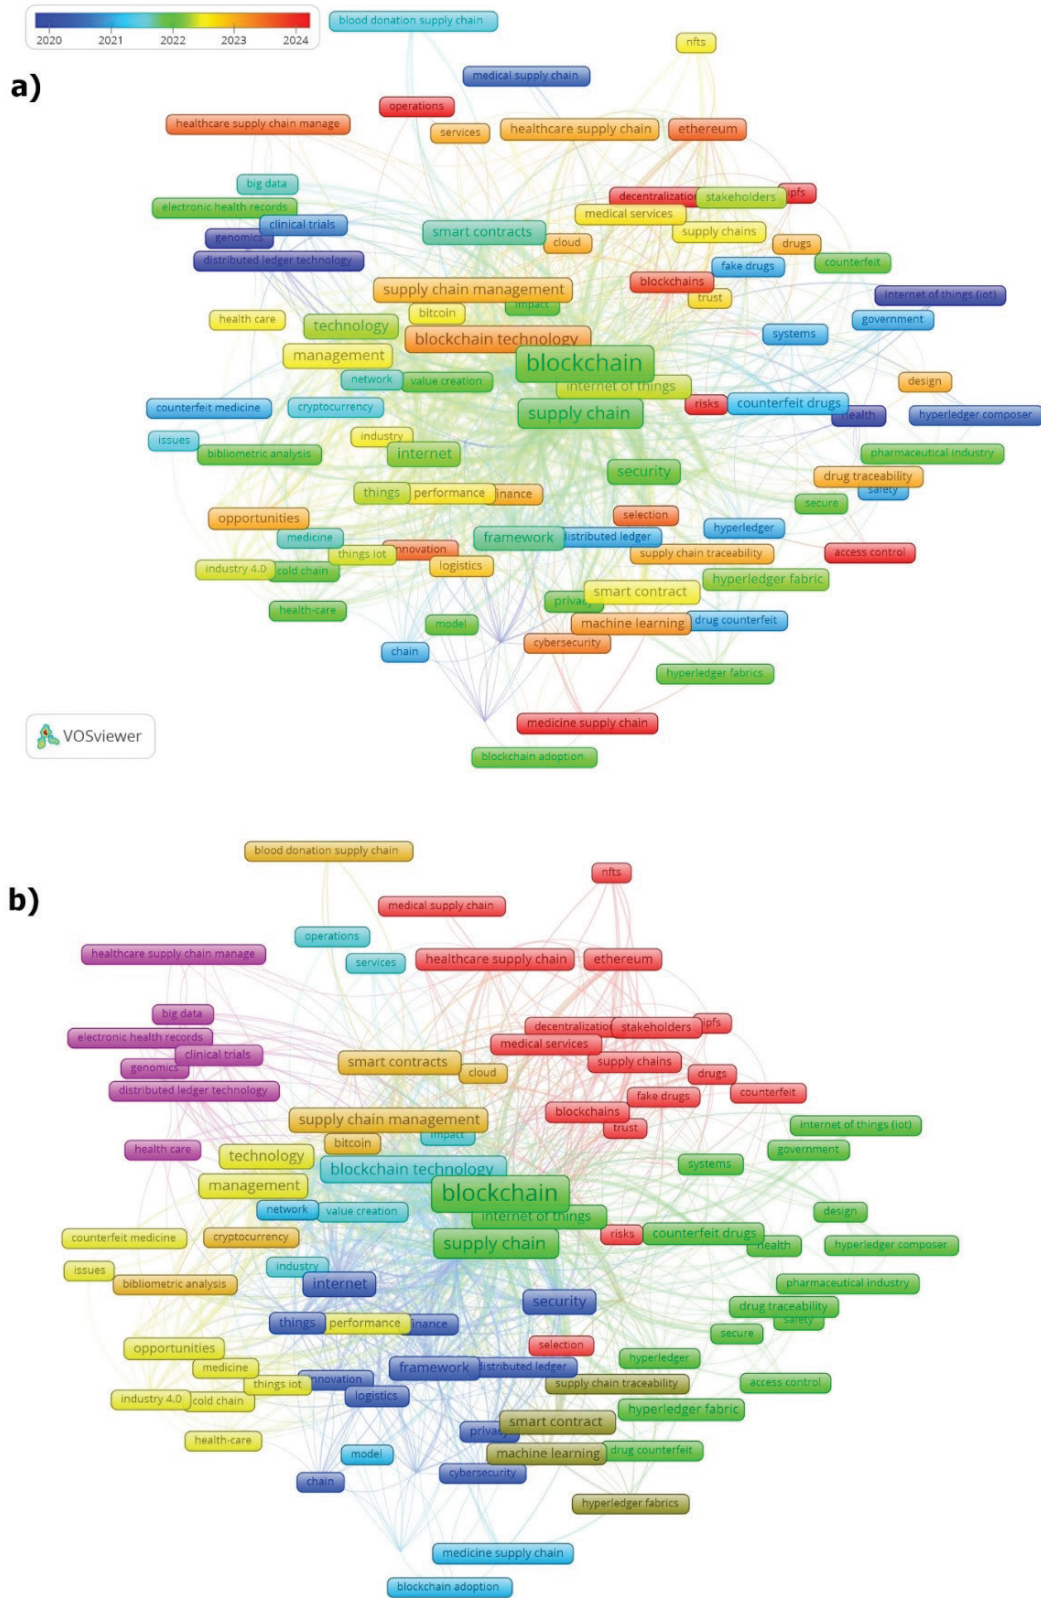 2020 2021 2022 2023 2024
a)
blood donation supply chain
nfts
medical supply chain
operations
healthcare supply chain manage
services
healthcare supply chain
ethereum
big data
decentralization
stakeholders
ipfs
electronic health records
clinical trials
medical services
genomics
smart contracts
supply chains
cloud
drugs
distributed ledger technology
fake drugs
counterfeit
supply chain management
blockchains
internet of things (iot)
impact
trust
health care
bitcoin
government
technology
systems
blockchain technology
management
blockchain
network
value creation
internet of things
design
counterfeit medicine
cryptocurrency
supply chain
risks
counterfeit drugs
health
hyperledger composer
issues
industry
bibliometric analysis
internet
pharmaceutical industry
security
drug traceability
things
performance
finance
safety
secure
opportunities
selection
medicine
framework
distributed ledger
hyperledger
things iot
innovation
supply chain traceability
access control
industry 4.0
cold chain
logistics
hyperledger fabric
smart contract
health-care
privacy
model
machine learning
drug counterfeit
chain
cybersecurity
hyperledger fabrics
medicine supply chain
VOSviewer
blockchain adoption
b)
blood donation supply chain
nfts
medical supply chain
operations
healthcare supply chain manage
services
healthcare supply chain
ethereum
big data
decentralization
stakeholders
ipfs
electronic health records
clinical trials
medical services
genomics
smart contracts
supply chains
cloud
drugs
distributed ledger technology
fake drugs
counterfeit
supply chain management
blockchains
internet of things (iot)
impact
trust
health care
bitcoin
government
technology
systems
blockchain technology
management
blockchain
network
value creation
internet of things
design
counterfeit medicine
cryptocurrency
supply chain
risks
counterfeit drugs
health
hyperledger composer
issues
industry
bibliometric analysis
internet
pharmaceutical industry
security
drug traceability
things
performance
finance
safety
secure
opportunities
selection
medicine
framework
distributed ledger
hyperledger
things iot
innovation
supply chain traceability
access control
industry 4.0
cold chain
logistics
hyperledger fabric
smart contract
health-care
privacy
model
machine learning
drug counterfeit
chain
cybersecurity
hyperledger fabrics
medicine supply chain
blockchain adoption